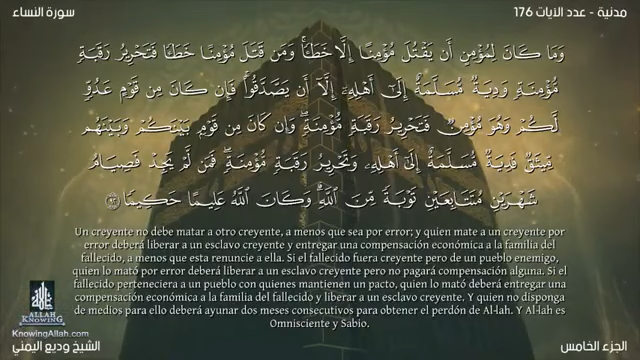 سورة النساء
مدنية - عدد الآيات 176
وَمَا كَانَ لِمُؤْمِنٍ أَن يَقْتُلَ مُؤْمِنًا إِلَّا خَطَـًٔا ۚ وَمَن قَتَلَ مُؤْمِنًا خَطَـًٔا فَتَحْرِيرُ رَقَبَةٍ
مُّؤْمِنَةٍ وَدِيَةٌ مُّسَلَّمَةٌ إِلَىٰٓ أَهْلِهِۦٓ إِلَّآ أَن يَصَّدَّقُوا۟ ۚ فَإِن كَانَ مِن قَوْمٍ عَدُوٍّ
لَّكُمْ وَهُوَ مُؤْمِنٌ فَتَحْرِيرُ رَقَبَةٍ مُّؤْمِنَةٍ ۖ وَإِن كَانَ مِن قَوْمٍۭ بَيْنَكُمْ وَبَيْنَهُم
مِّيثَـٰقٌ فَدِيَةٌ مُّسَلَّمَةٌ إِلَىٰٓ أَهْلِهِۦ وَتَحْرِيرُ رَقَبَةٍ مُّؤْمِنَةٍ ۖ فَمَن لَّمْ يَجِدْ فَصِيَامُ
شَهْرَيْنِ مُتَتَابِعَيْنِ تَوْبَةً مِّنَ ٱللَّهِ ۗ وَكَانَ ٱللَّهُ عَلِيمًا حَكِيمًا ﴿٩٢﴾
Un creyente no debe matar a otro creyente, a menos que sea por error; y quien mate a un creyente por
error deberá liberar a un esclavo creyente y entregar una compensación económica a la familia del
fallecido, a menos que esta renuncie a ella. Si el fallecido fuera creyente pero de un pueblo enemigo,
quien lo mató por error deberá liberar a un esclavo creyente pero no pagará compensación alguna. Si el
fallecido perteneciera a un pueblo con quienes mantienen un pacto, quien lo mató deberá entregar una
compensación económica a la familia del fallecido y liberar a un esclavo creyente. Y quien no disponga
de medios para ello deberá ayunar dos meses consecutivos para obtener el perdón de Al-lah. Y Al-lah es
Omnisciente y Sabio.
ALLAH
KNOWING
KnowingAllah.com
الشيخ وديع اليمني
الجزء الخامس